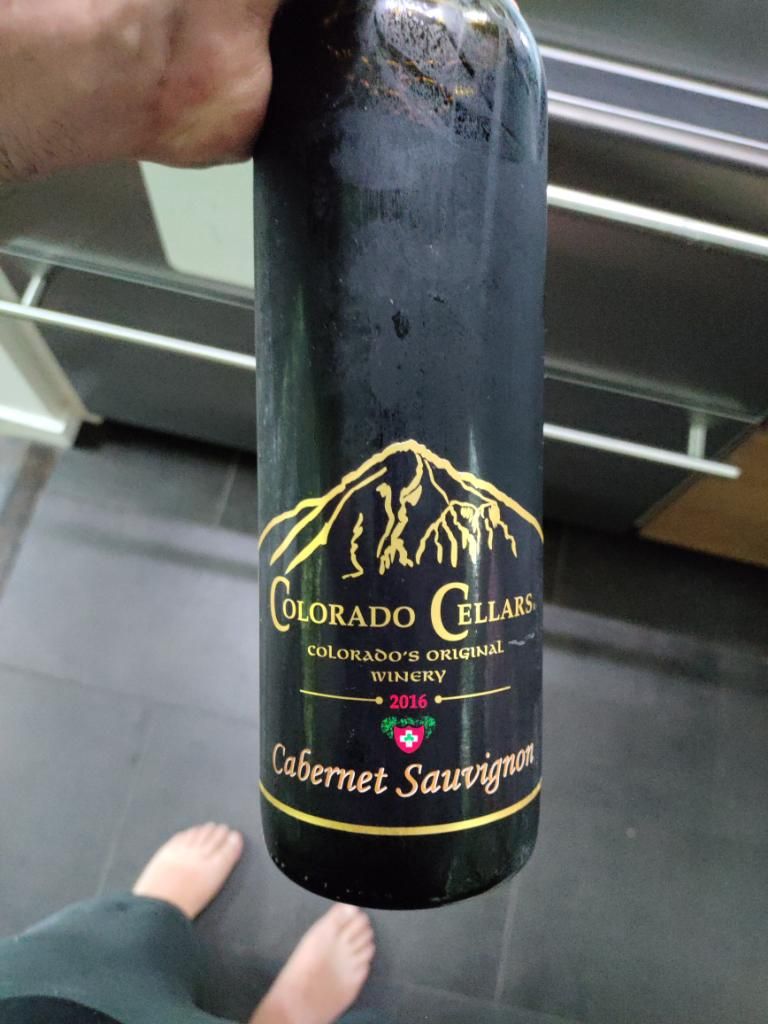 COLORADO CELLARS®
COLORADO'S ORIGINAL
WINERY
2016
Cabernet Sauvignon